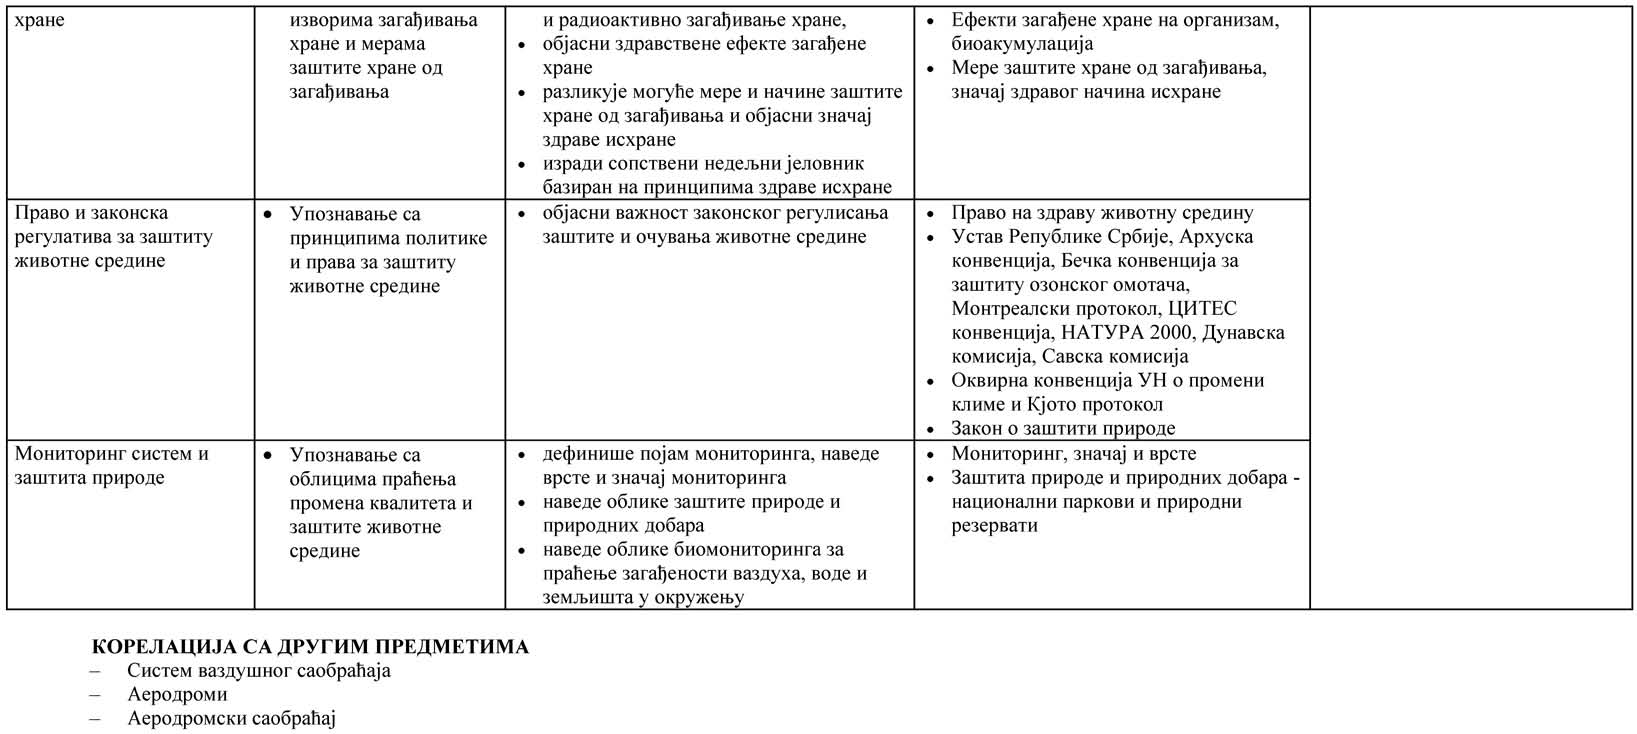 хране
изворима загађивања
хране и мерама
заштите хране од
загађивања
и радиоактивно загађивање хране,
• објасни здравствене ефекте загађене
хране
• разликује могуће мере и начине заштите
хране од загађивања и објасни значај
здраве исхране
• изради сопствени недељни јеловник
базиран на принципима здраве исхране
• Ефекти загађене хране на организам,
биоакумулација
• Мере заштите хране од загађивања,
значај здравог начина исхране
Право и законска
регулатива за заштиту
животне средине
• Упознавање са
принципима политике
и права за заштиту
животне средине
• објасни важност законског регулисања
заштите и очувања животне средине
• Право на здраву животну средину
• Устав Републике Србије, Архуска
конвенција, Бечка конвенција за
заштиту озонског омотача,
Монтреалски протокол, ЦИТЕС
конвенција, НАТУРА 2000, Дунавска
комисија, Савска комисија
• Оквирна конвенција УН о промени
климе и Кјото протокол
• Закон о заштити природе
Мониторинг систем и
заштита природе
• Упознавање са
облицима праћења
промена квалитета и
заштите животне
средине
• дефинише појам мониторинга, наведе
врсте и значај мониторинга
• наведе облике заштите природе и
природних добара
• наведе облике биомониторинга за
праћење загађености ваздуха, воде и
земљишта у окружењу
• Мониторинг, значај и врсте
• Заштита природе и природних добара -
национални паркови и природни
резервати
КОРЕЛАЦИЈА СА ДРУГИМ ПРЕДМЕТИМА
– Систем ваздушног саобраћаја
– Аеродроми
– Аеродромски саобраћај